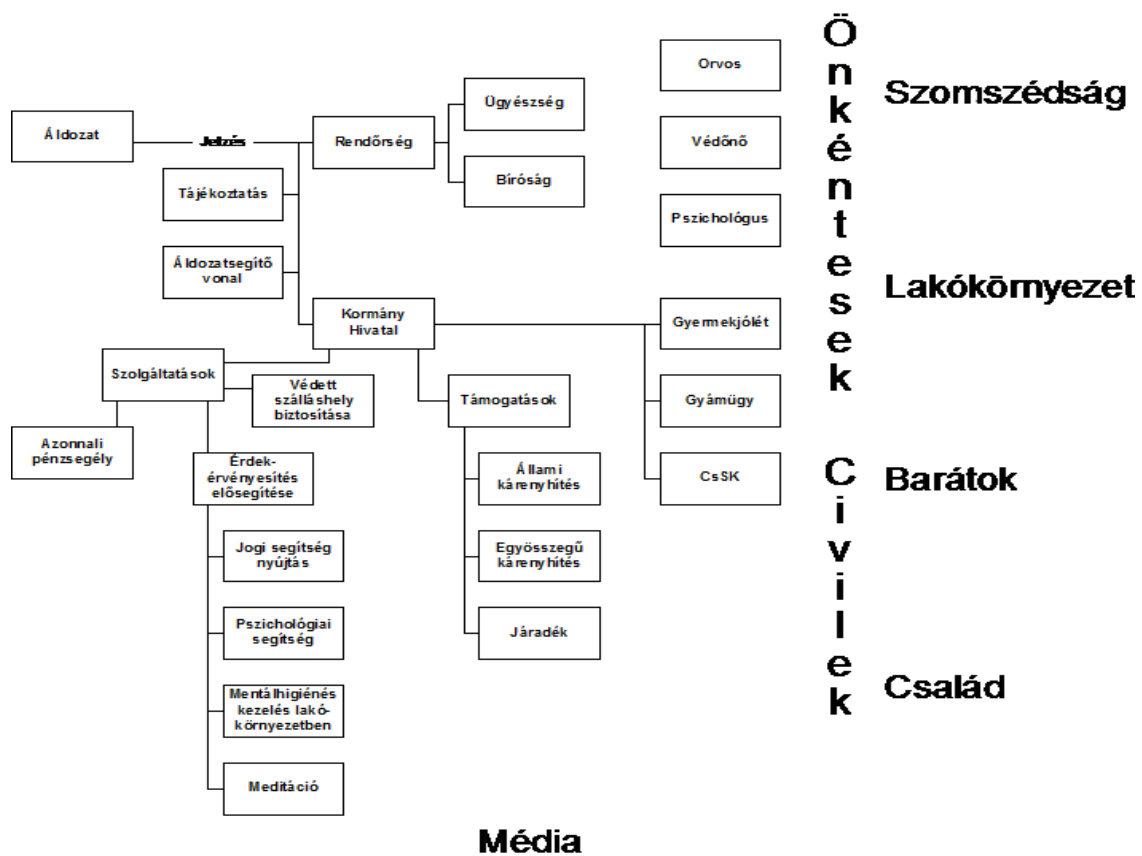 Áldozat
Jelzés
Rendőrség
Ügyészség
Bíróság
Tájékoztatás
Áldozatsegítő
vonal
Kormány
Hivatal
Szolgáltatások
Védett
szálláshely
biztosítása
Azonnali
pénzsegély
Érdek-
érvényesítés
elősegítése
Jogi segítség
nyújtás
Pszichológiai
segítség
Mentálhigiénés
kezelés lakó-
környezetben
Meditáció
Támogatások
Állami
kárenyhítés
Egyösszegű
kárenyhítés
Járadék
Orvos
Védőnő
Pszichológus
Gyermekjólét
Gyámügy
CsSK
Önkéntesek
Civilek
Szomszédság
Lakókörnyezet
Barátok
Család
Média